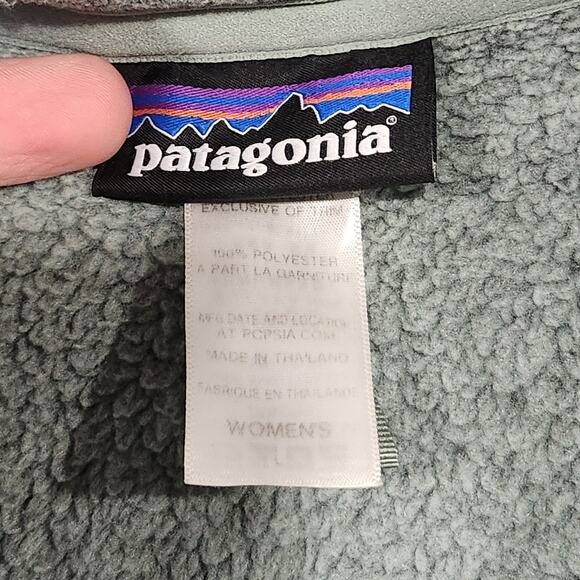 patagonia®
EXCLUSIVE OF TRIM
100% POLYESTER
A PART LA GARNITURE
MFG DATE AND LOCATION
AT PCPSIA.COM
MADE IN THAILAND
FABRIQUE EN THAILANDE
WOMEN'S
L